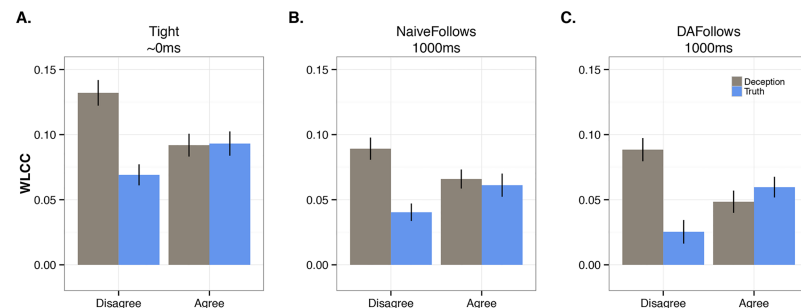 A.
Tight
~0ms
WLCC
0.15
0.10
0.05
0.00
Disagree
Agree
B.
NaiveFollows
1000ms
0.15
0.10
0.05
0.00
Disagree
Agree
C.
DAFollows
1000ms
0.15
0.10
0.05
0.00
Deception
Truth
Disagree
Agree